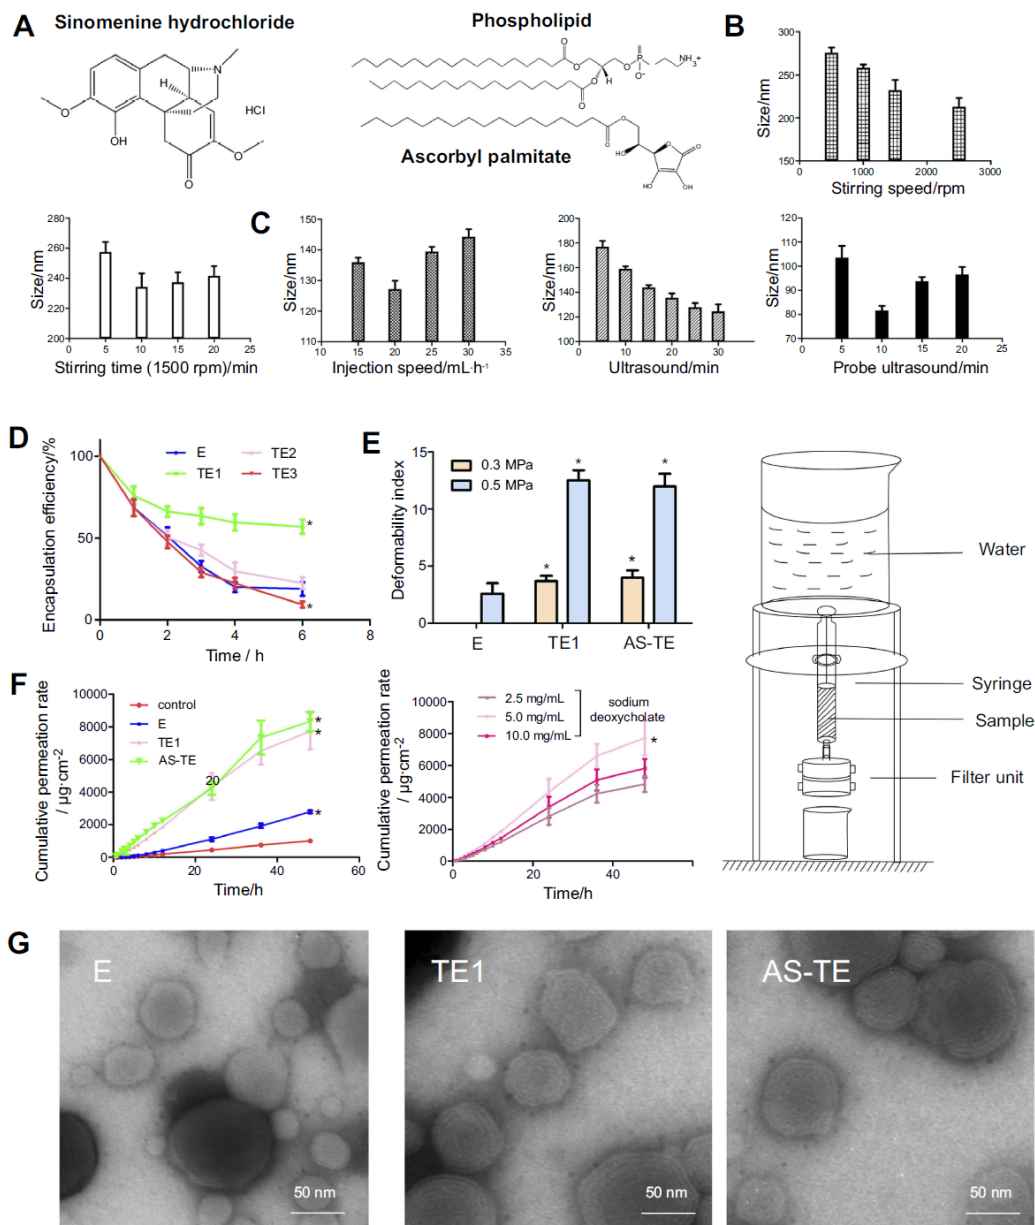 A
Sinomenine hydrochloride
Phospholipid
Ascorbyl palmitate
H
N
HCl
O
OH
O
O
O
O
O
P
O
NH3+
O-
O
H
O
O
O
HO
O
O
HO
OH
B
Size/nm
300
250
200
150
0
1000
2000
3000
Stirring speed/rpm
Size/nm
280
260
240
220
200
0
5
10
15
20
25
Stirring time (1500 rpm)/min
C
Size/nm
150
140
130
120
110
10
15
20
25
30
35
Injection speed/mL·h-1
Size/nm
200
180
160
140
120
100
0
10
20
30
Ultrasound/min
Size/nm
120
110
100
90
80
70
0
5
10
15
20
25
Probe ultrasound/min
D
Encapsulation efficiency/%
100
50
0
0
2
4
6
8
Time / h
E
TE1
TE2
TE3
*
*
E
Deformability index
15
10
5
0
0.3 MPa
0.5 MPa
*
*
*
*
E
TE1
AS-TE
Water
Syringe
Sample
Filter unit
F
Cumulative permeation rate
/ μg·cm-2
10000
8000
6000
4000
2000
0
0
20
40
60
Time/h
control
E
TE1
AS-TE
20
*
*
*
Cumulative permeation rate
/ μg·cm-2
10000
8000
6000
4000
2000
0
0
20
40
Time/h
2.5 mg/mL
5.0 mg/mL
10.0 mg/mL
sodium
deoxycholate
*
G
E
50 nm
TE1
50 nm
AS-TE
50 nm